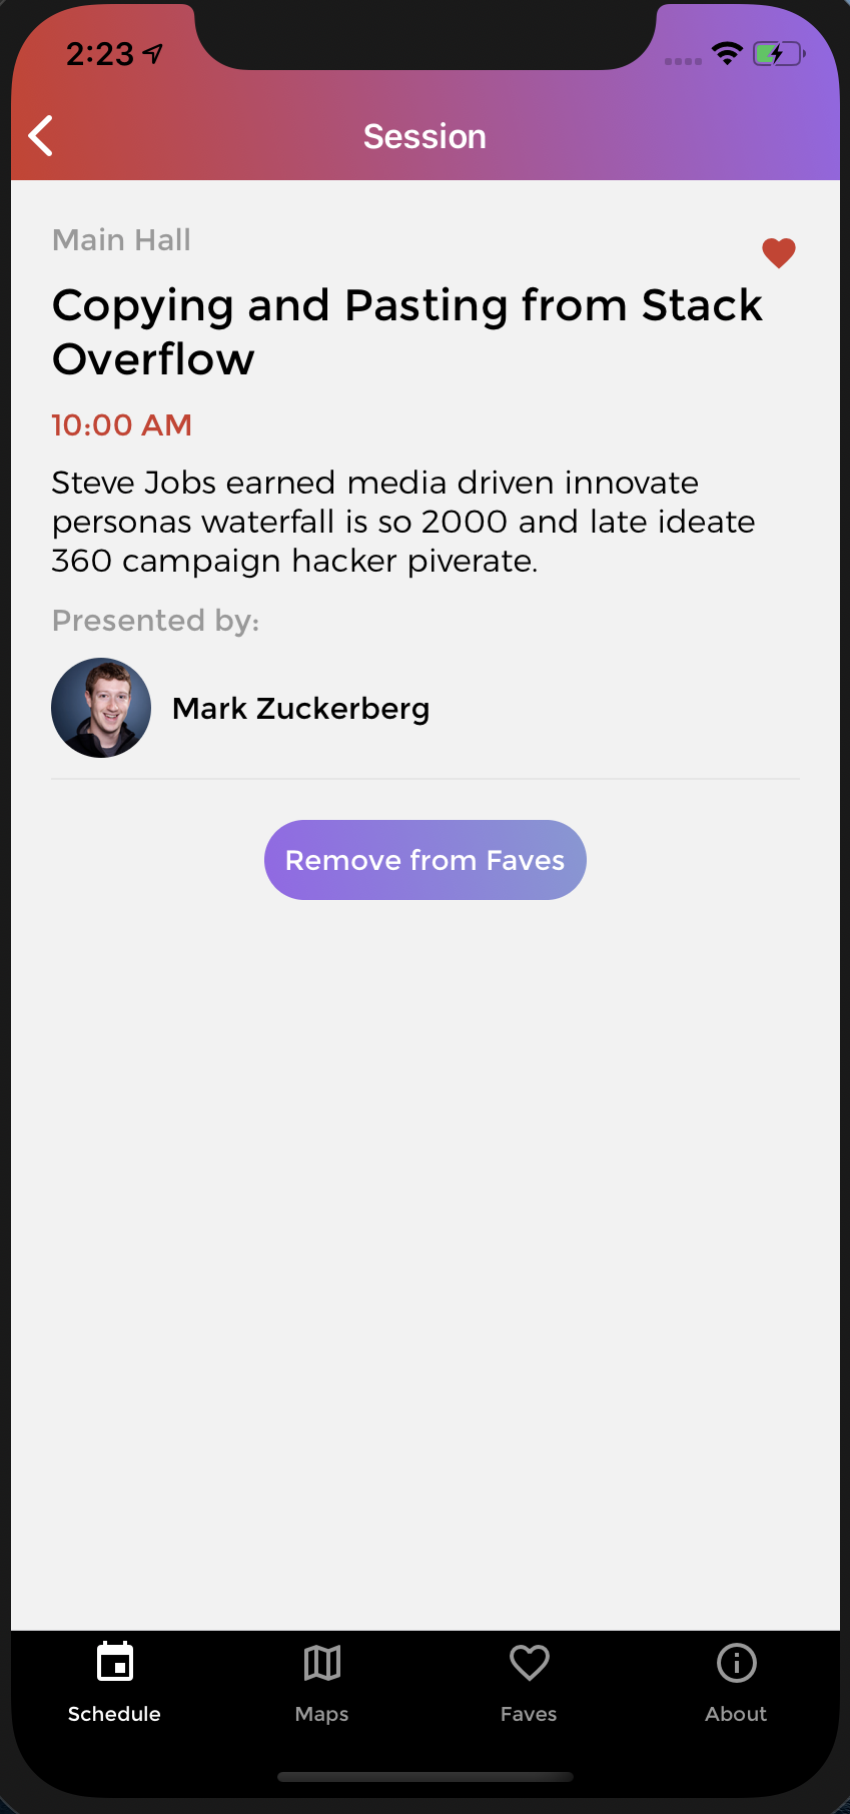 2:23
Session
Main Hall
Copying and Pasting from Stack
Overflow
10:00 AM
Steve Jobs earned media driven innovate
personas waterfall is so 2000 and late ideate
360 campaign hacker piverate.
Presented by:
Mark Zuckerberg
Remove from Faves
Schedule
Maps
Faves
About